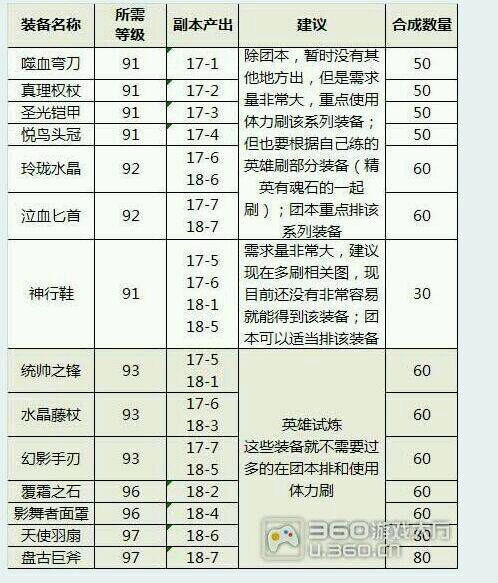 装备名称 所需等级 副本产出 建议 合成数量
噬血弯刀 91 17-1 50
真理权杖 91 17-2 50
圣光铠甲 91 17-3 50
悦鸟头冠 91 17-4 50
玲珑水晶 92 17-6 60
18-6
泣血匕首 92 17-7 60
18-7
除团本，暂时没有其
他地方出，但是需求
量非常大，重点使用
体力刷该系列装备；
但也要根据自己练的
英雄刷部分装备（精
英有魂石的一起
刷）；团本重点排该
系列装备
神行鞋 91 17-5 30
17-6
18-1
18-5
需求量非常大，建议
现在多刷相关图，现
目前还没有非常容易
就能得到该装备；团
本可以适当排该装备
统帅之锋 93 17-5 60
18-1
水晶藤杖 93 17-6 60
18-3
幻影手刃 93 17-7 60
18-5
覆霜之石 96 18-2 60
影舞者面罩 96 18-4 60
天使羽扇 97 18-6 80
盘古巨斧 97 18-7 80
英雄试炼
这些装备就不需要过
多的在团本排和使用
体力刷
360游戏大厅
u.360.cn